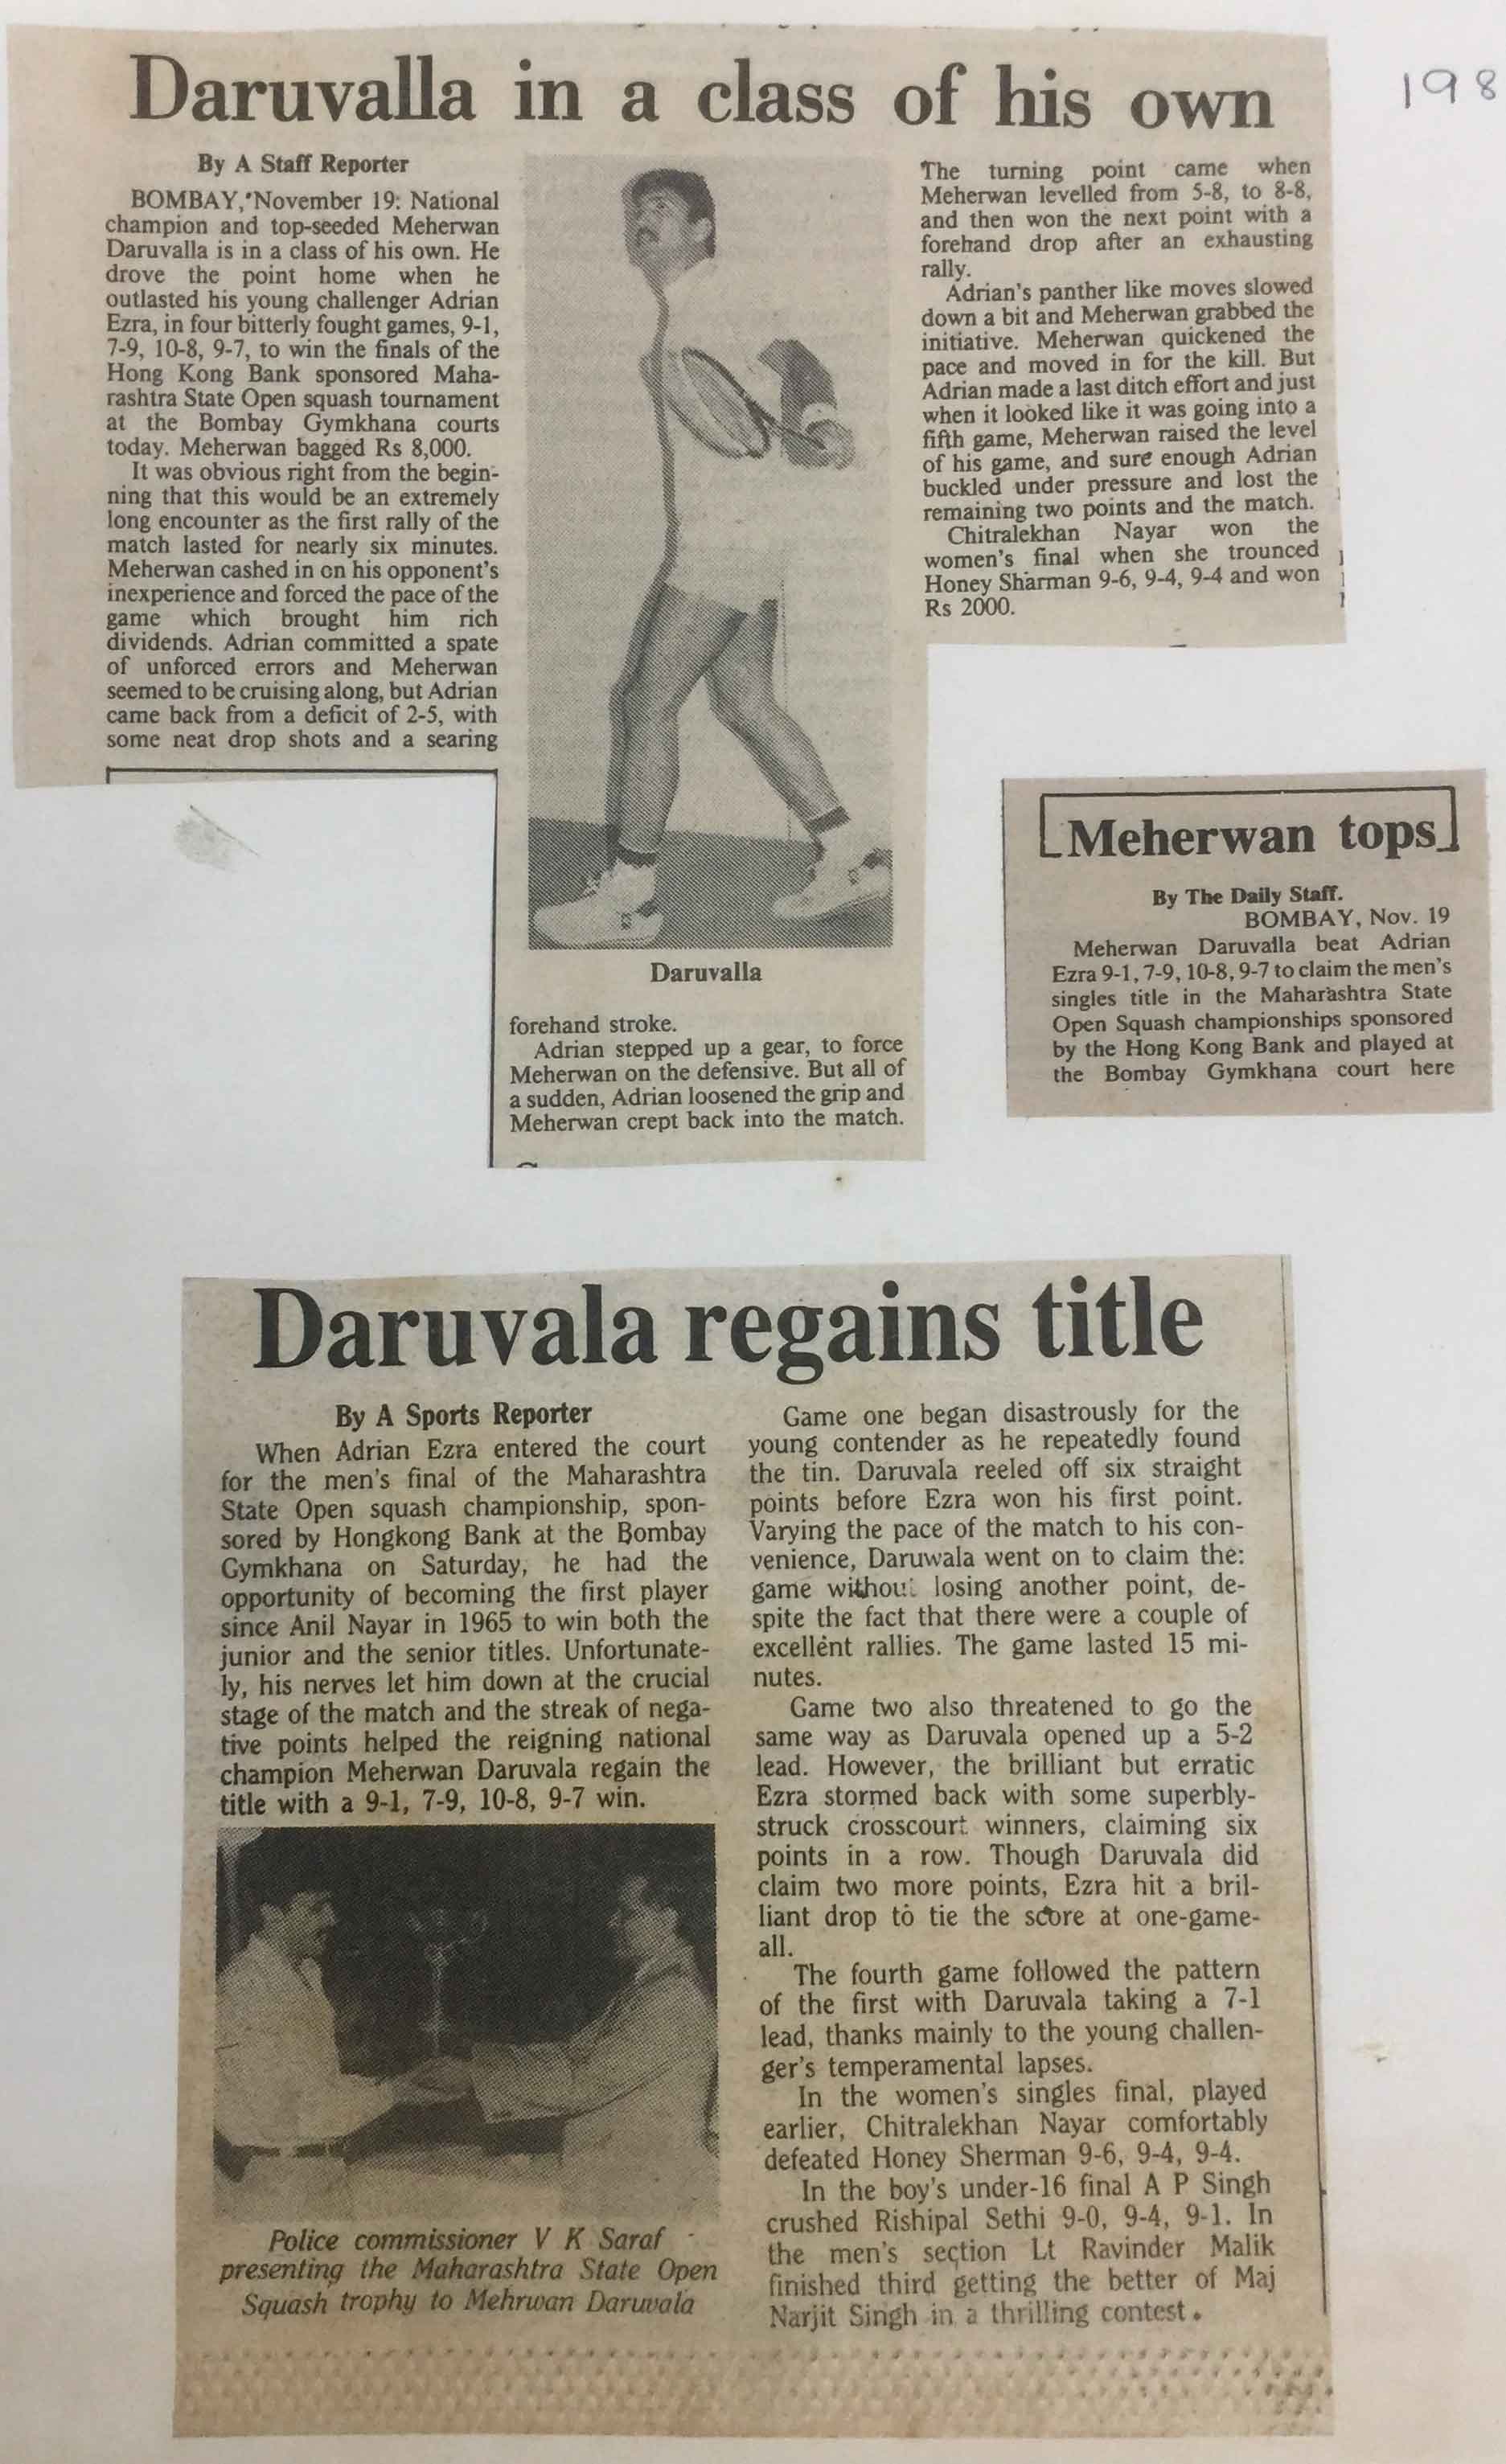 Daruvalla in a class of his own
198
By A Staff Reporter
BOMBAY, November 19: National
champion and top-seeded Meherwan
Daruvalla is in a class of his own. He
drove the point home when he
outlasted his young challenger Adrian
Ezra, in four bitterly fought games, 9-1,
7-9, 10-8, 9-7, to win the finals of the
Hong Kong Bank sponsored Maha-
rashtra State Open squash tournament
at the Bombay Gymkhana courts
today. Meherwan bagged Rs 8,000.
It was obvious right from the begin-
ning that this would be an extremely
long encounter as the first rally of the
match lasted for nearly six minutes.
Meherwan cashed in on his opponent's
inexperience and forced the pace of the
game which brought him rich
dividends. Adrian committed a spate
of unforced errors and Meherwan
seemed to be cruising along, but Adrian
came back from a deficit of 2-5, with
some neat drop shots and a searing
Daruvalla
forehand stroke.
Adrian stepped up a gear, to force
Meherwan on the defensive. But all of
a sudden, Adrian loosened the grip and
Meherwan crept back into the match.
The turning point came when
Meherwan levelled from 5-8, to 8-8,
and then won the next point with a
forehand drop after an exhausting
rally.
Adrian's panther like moves slowed
down a bit and Meherwan grabbed the
initiative. Meherwan quickened the
pace and moved in for the kill. But
Adrian made a last ditch effort and just
when it looked like it was going into a
fifth game, Meherwan raised the level
of his game, and sure enough Adrian
buckled under pressure and lost the
remaining two points and the match.
Chitralekhan Nayar won the
women's final when she trounced
Honey Sharman 9-6, 9-4, 9-4 and won
Rs 2000.
Meherwan tops
By The Daily Staff.
BOMBAY, Nov. 19
Meherwan Daruvalla beat Adrian
Ezra 9-1, 7-9, 10-8, 9-7 to claim the men's
singles title in the Maharashtra State
Open Squash championships sponsored
by the Hong Kong Bank and played at
the Bombay Gymkhana court here
Daruvala regains title
By A Sports Reporter
When Adrian Ezra entered the court
for the men's final of the Maharashtra
State Open squash championship, spon-
sored by Hongkong Bank at the Bombay
Gymkhana on Saturday, he had the
opportunity of becoming the first player
since Anil Nayar in 1965 to win both the
junior and the senior titles. Unfortunate-
ly, his nerves let him down at the crucial
stage of the match and the streak of nega-
tive points helped the reigning national
champion Meherwan Daruvala regain the
title with a 9-1, 7-9, 10-8, 9-7 win.
Police commissioner V K Saraf
presenting the Maharashtra State Open
Squash trophy to Mehrwan Daruvala
Game one began disastrously for the
young contender as he repeatedly found
the tin. Daruvala reeled off six straight
points before Ezra won his first point.
Varying the pace of the match to his con-
venience, Daruwala went on to claim the:
game without losing another point, de-
spite the fact that there were a couple of
excellent rallies. The game lasted 15 mi-
nutes.
Game two also threatened to go the
same way as Daruvala opened up a 5-2
lead. However, the brilliant but erratic
Ezra stormed back with some superbly-
struck crosscourt winners, claiming six
points in a row. Though Daruvala did
claim two more points, Ezra hit a bril-
liant drop to tie the score at one-game-
all.
The fourth game followed the pattern
of the first with Daruvala taking a 7-1
lead, thanks mainly to the young challen-
ger's temperamental lapses.
In the women's singles final, played
earlier, Chitralekhan Nayar comfortably
defeated Honey Sherman 9-6, 9-4, 9-4.
In the boy's under-16 final A P Singh
crushed Rishipal Sethi 9-0, 9-4, 9-1. In
the men's section Lt Ravinder Malik
finished third getting the better of Maj
Narjit Singh in a thrilling contest.